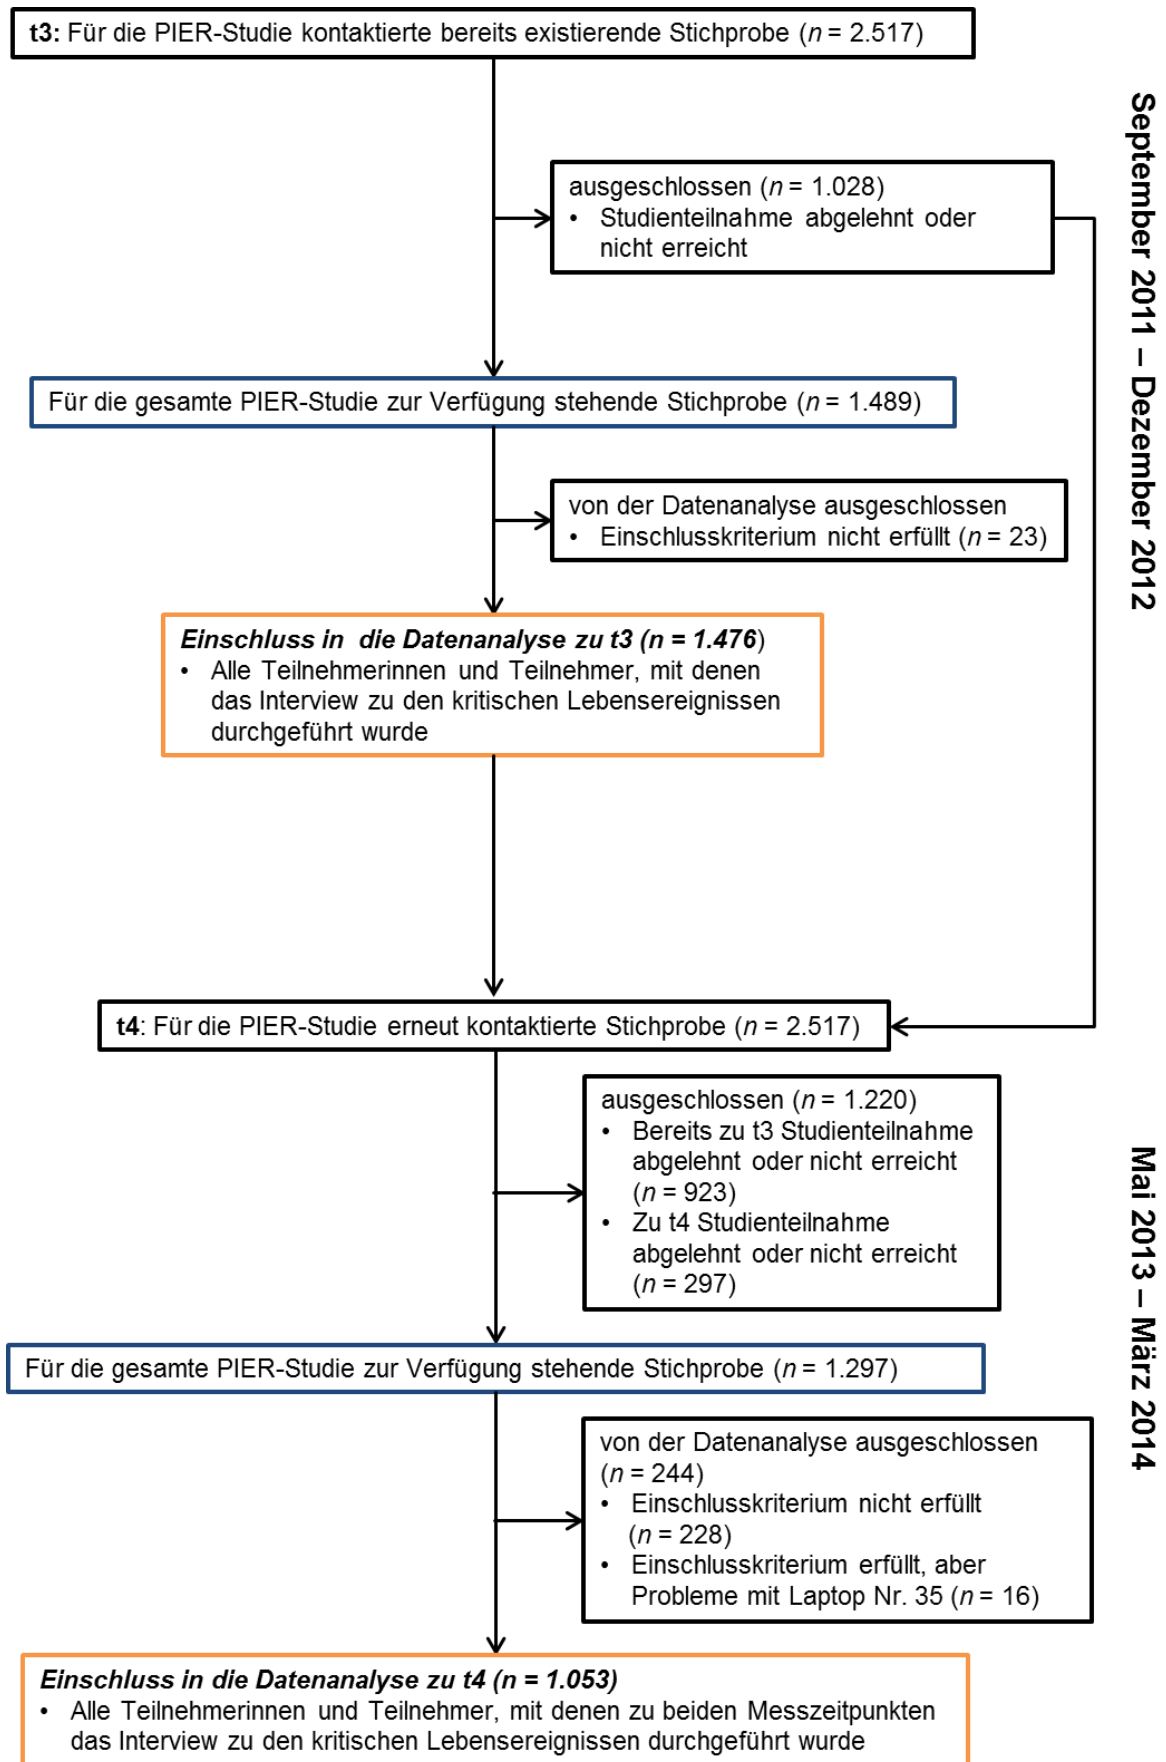 t3: Für die PIER-Studie kontaktierte bereits existierende Stichprobe (n = 2.517)
September 2011 – Dezember 2012
ausgeschlossen (n = 1.028)
• Studienteilnahme abgelehnt oder
nicht erreicht
Für die gesamte PIER-Studie zur Verfügung stehende Stichprobe (n = 1.489)
von der Datenanalyse ausgeschlossen
• Einschlusskriterium nicht erfüllt (n = 23)
Einschluss in die Datenanalyse zu t3 (n = 1.476)
• Alle Teilnehmerinnen und Teilnehmer, mit denen
das Interview zu den kritischen Lebensereignissen
durchgeführt wurde
t4: Für die PIER-Studie erneut kontaktierte Stichprobe (n = 2.517)
Mai 2013 – März 2014
ausgeschlossen (n = 1.220)
• Bereits zu t3 Studienteilnahme
abgelehnt oder nicht erreicht
(n = 923)
• Zu t4 Studienteilnahme
abgelehnt oder nicht erreicht
(n = 297)
Für die gesamte PIER-Studie zur Verfügung stehende Stichprobe (n = 1.297)
von der Datenanalyse ausgeschlossen
(n = 244)
• Einschlusskriterium nicht erfüllt
(n = 228)
• Einschlusskriterium erfüllt, aber
Probleme mit Laptop Nr. 35 (n = 16)
Einschluss in die Datenanalyse zu t4 (n = 1.053)
• Alle Teilnehmerinnen und Teilnehmer, mit denen zu beiden Messzeitpunkten
das Interview zu den kritischen Lebensereignissen durchgeführt wurde